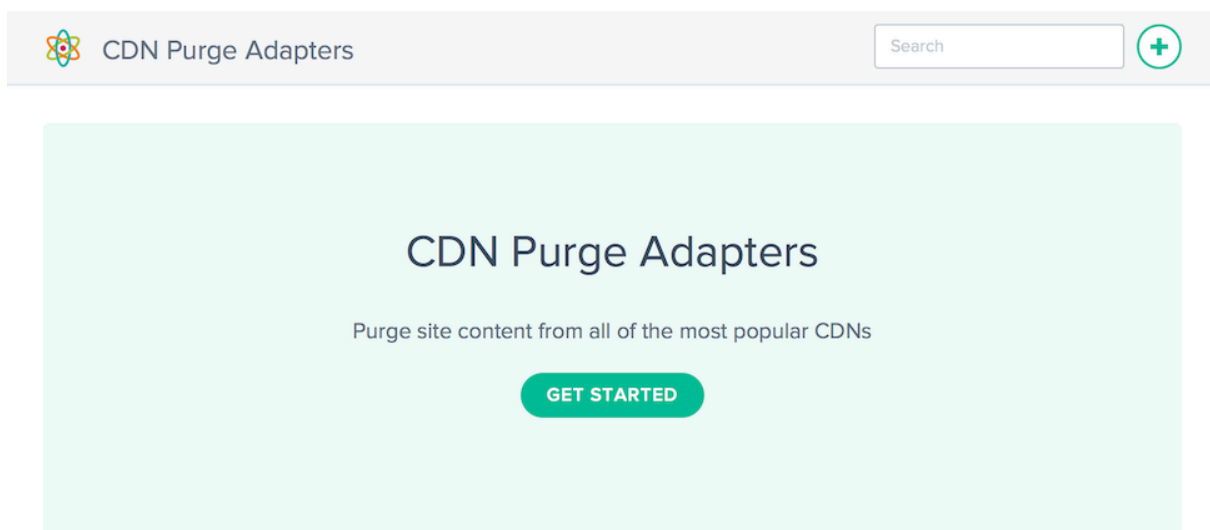 CDN Purge Adapters
Search
CDN Purge Adapters
Purge site content from all of the most popular CDNs
GET STARTED